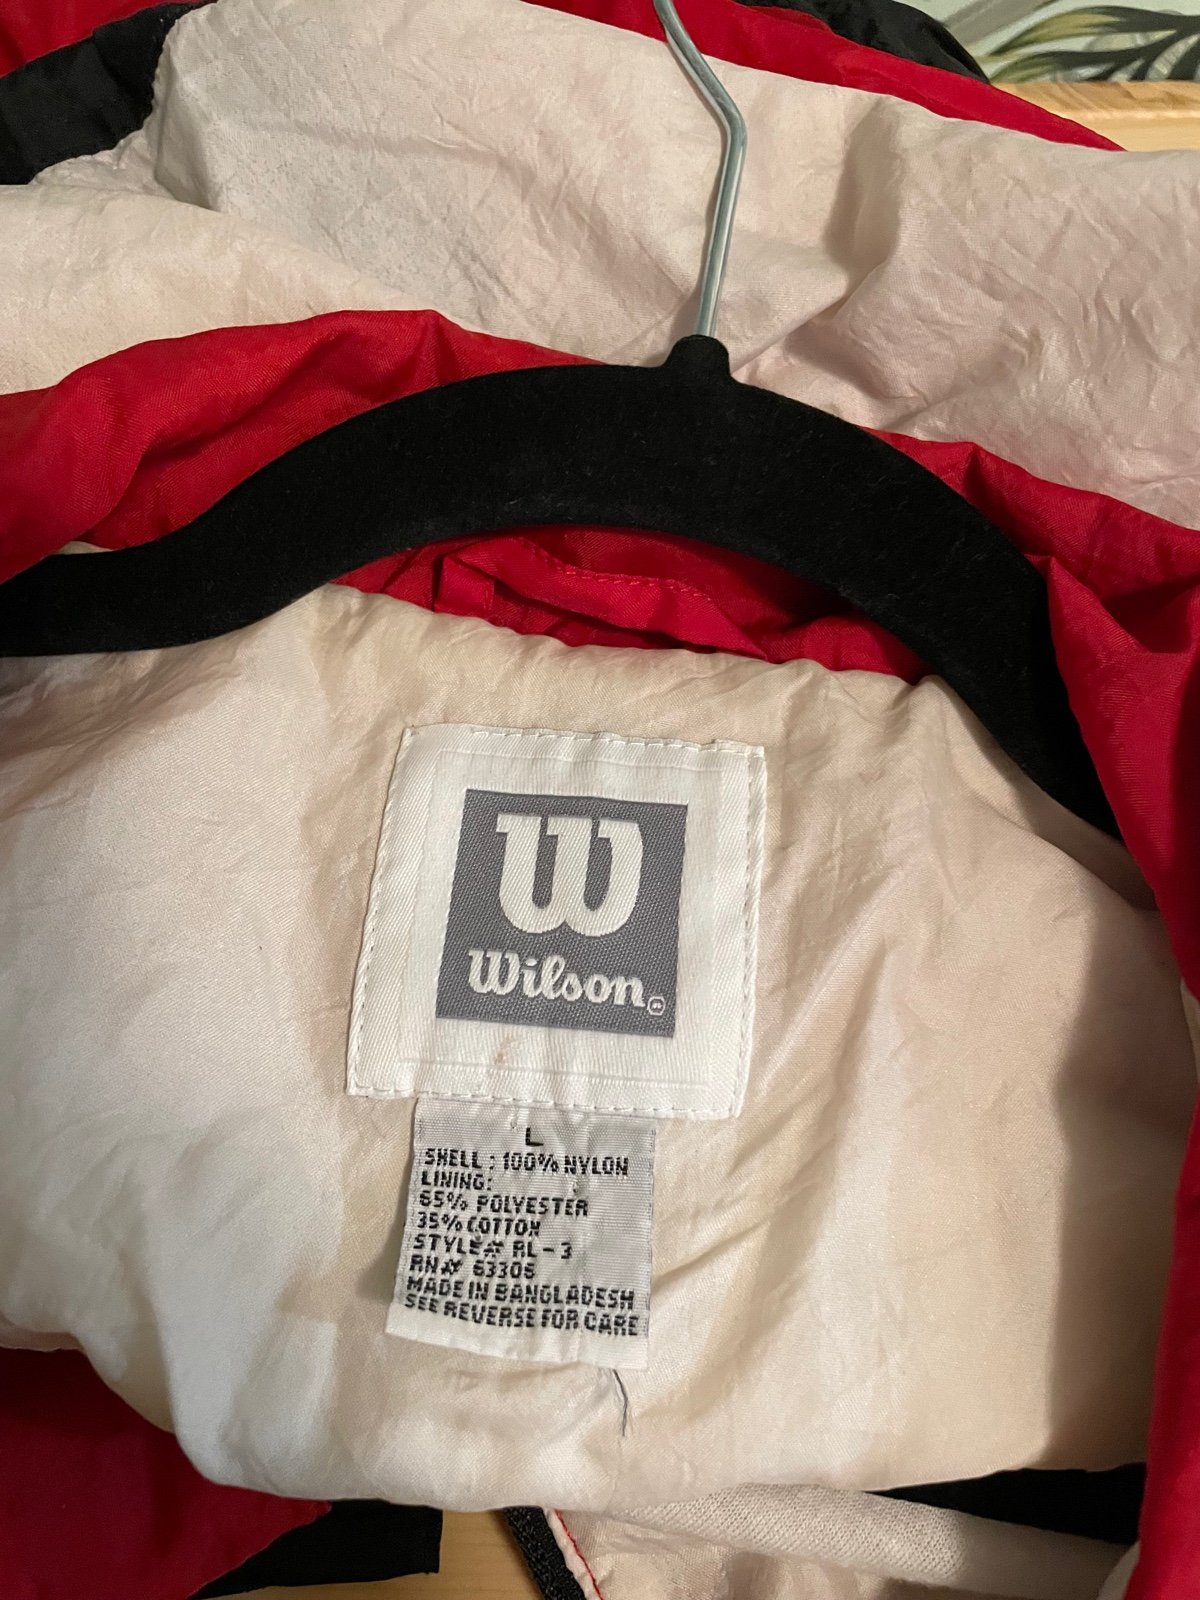 W
Wilson
L
SHELL : 100% NYLON
LINING:
65% POLYESTER
35% COTTON
STYLE# RL-3
RN# 63306
MADE IN BANGLADESH
SEE REVERSE FOR CARE